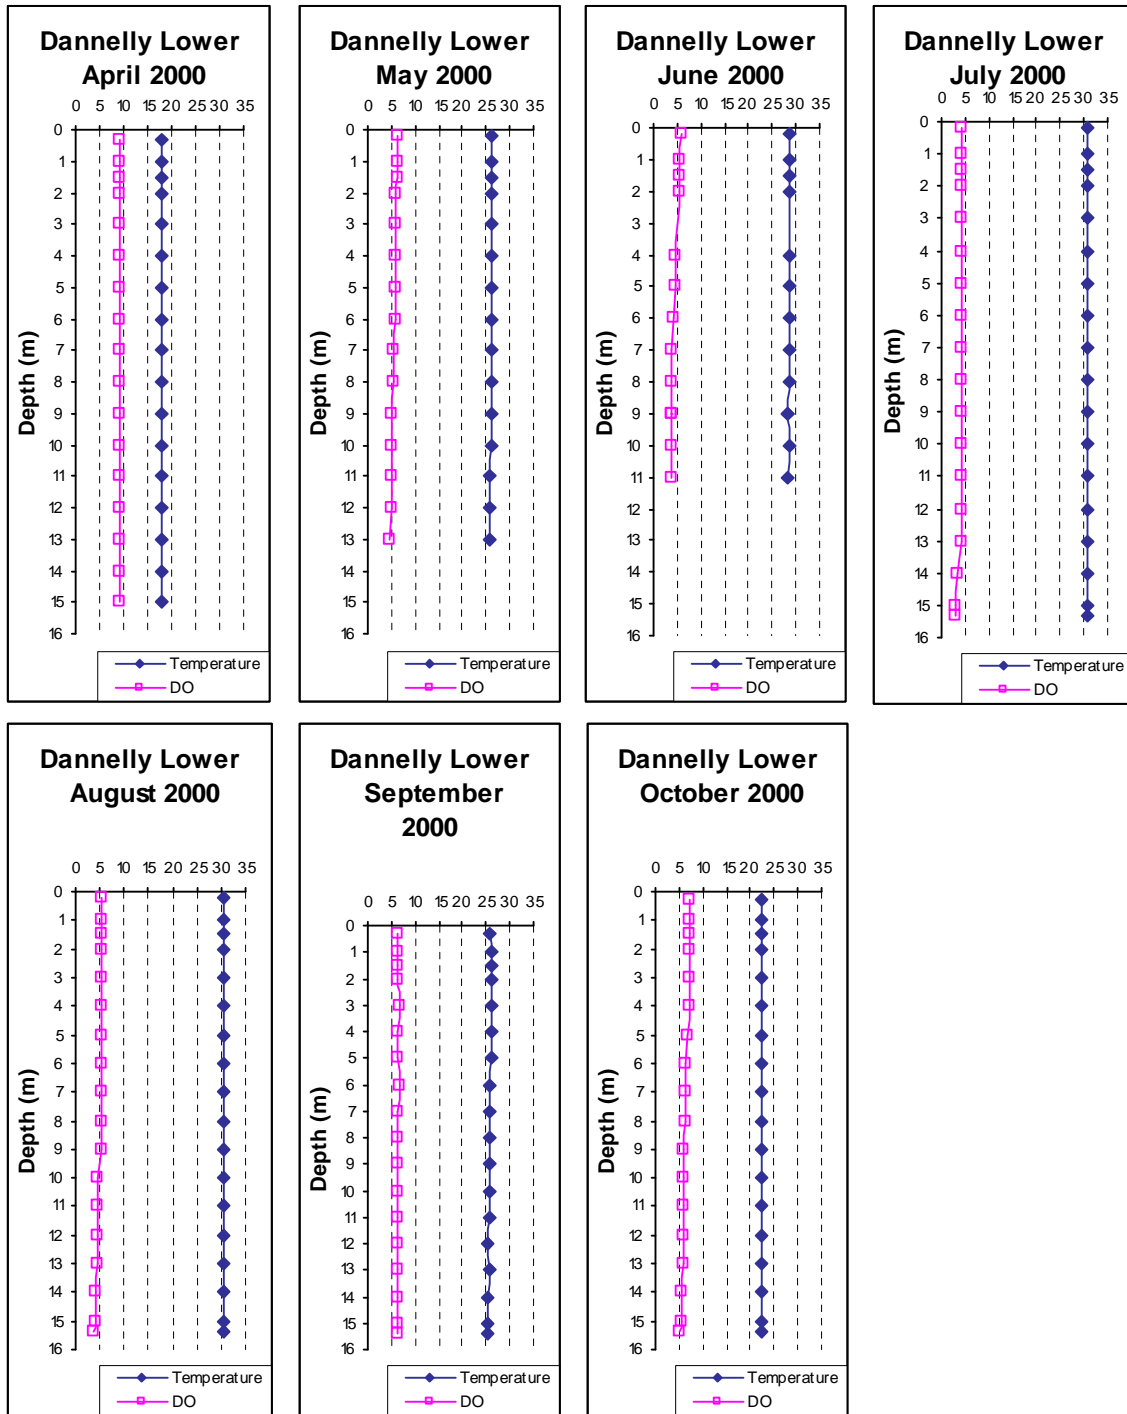 Dannelly Lower
April 2000
0 5 10 15 20 25 30 35
Depth (m)
0
1
2
3
4
5
6
7
8
9
10
11
12
13
14
15
16
Temperature
DO
Dannelly Lower
May 2000
0 5 10 15 20 25 30 35
Depth (m)
0
1
2
3
4
5
6
7
8
9
10
11
12
13
14
15
16
Temperature
DO
Dannelly Lower
June 2000
0 5 10 15 20 25 30 35
Depth (m)
0
1
2
3
4
5
6
7
8
9
10
11
12
13
14
15
16
Temperature
DO
Dannelly Lower
July 2000
0 5 10 15 20 25 30 35
Depth (m)
0
1
2
3
4
5
6
7
8
9
10
11
12
13
14
15
16
Temperature
DO
Dannelly Lower
August 2000
0 5 10 15 20 25 30 35
Depth (m)
0
1
2
3
4
5
6
7
8
9
10
11
12
13
14
15
16
Temperature
DO
Dannelly Lower
September
2000
0 5 10 15 20 25 30 35
Depth (m)
0
1
2
3
4
5
6
7
8
9
10
11
12
13
14
15
16
Temperature
DO
Dannelly Lower
October 2000
0 5 10 15 20 25 30 35
Depth (m)
0
1
2
3
4
5
6
7
8
9
10
11
12
13
14
15
16
Temperature
DO